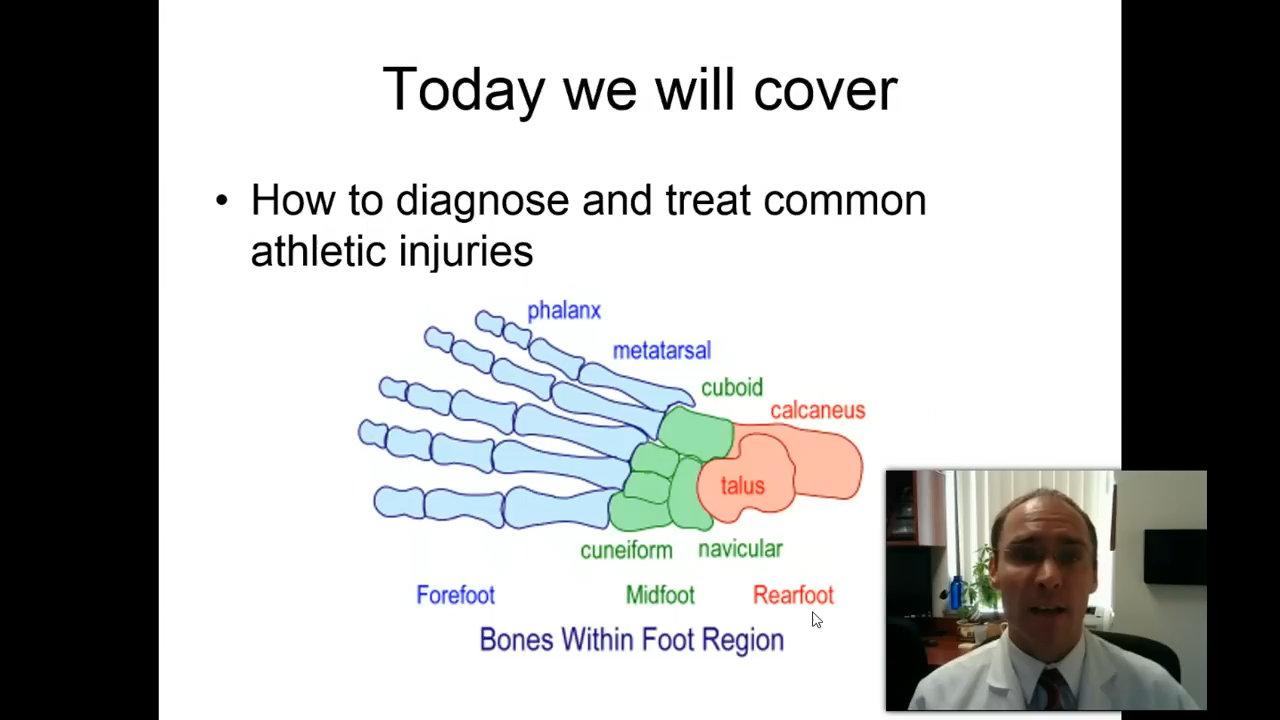 Today we will cover
• How to diagnose and treat common
athletic injuries
phalanx
metatarsal
cuboid
calcaneus
talus
cuneiform navicular
Forefoot Midfoot Rearfoot
Bones Within Foot Region